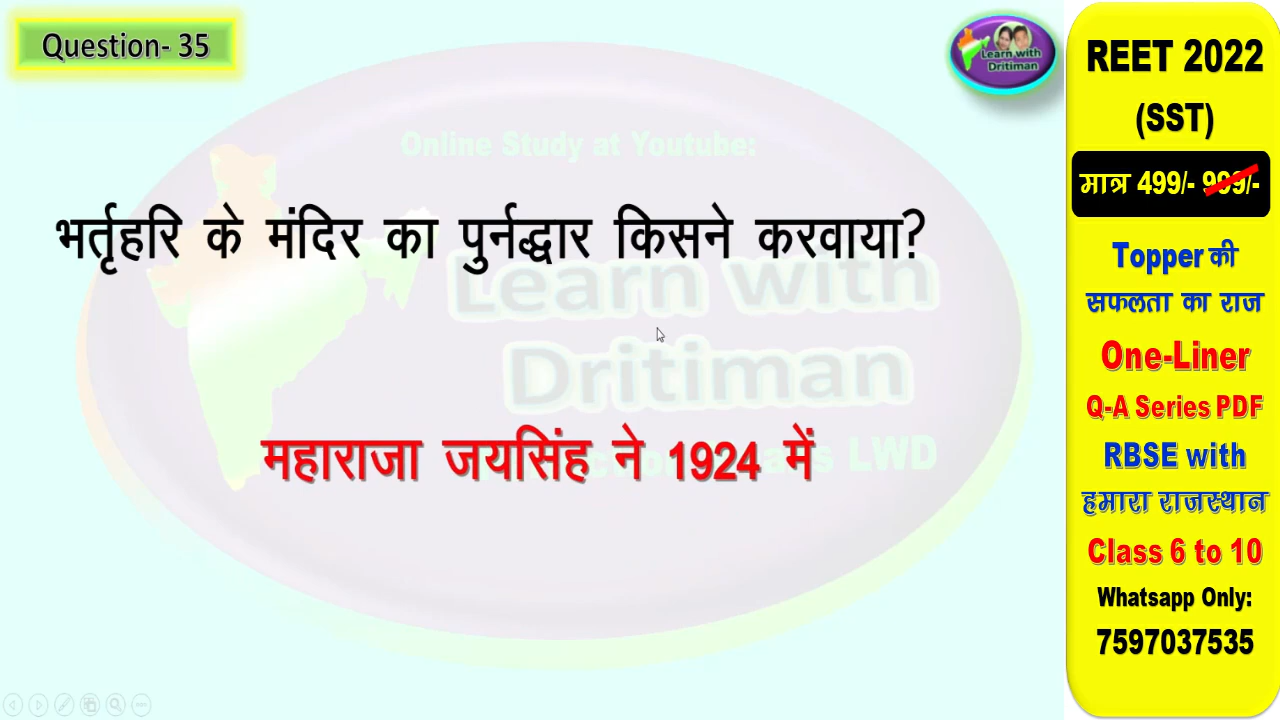 Question- 35
Learn with
Dritiman
Online Study at Youtube:
भर्तृहरि के मंदिर का पुर्नद्धार किसने करवाया?
Learn with
Dritiman
महाराजा जयसिंह ने 1924 में
LWD
REET 2022
(SST)
मात्र 499/- 999/-
Topper की
सफलता का राज
One-Liner
Q-A Series PDF
RBSE with
हमारा राजस्थान
Class 6 to 10
Whatsapp Only:
7597037535